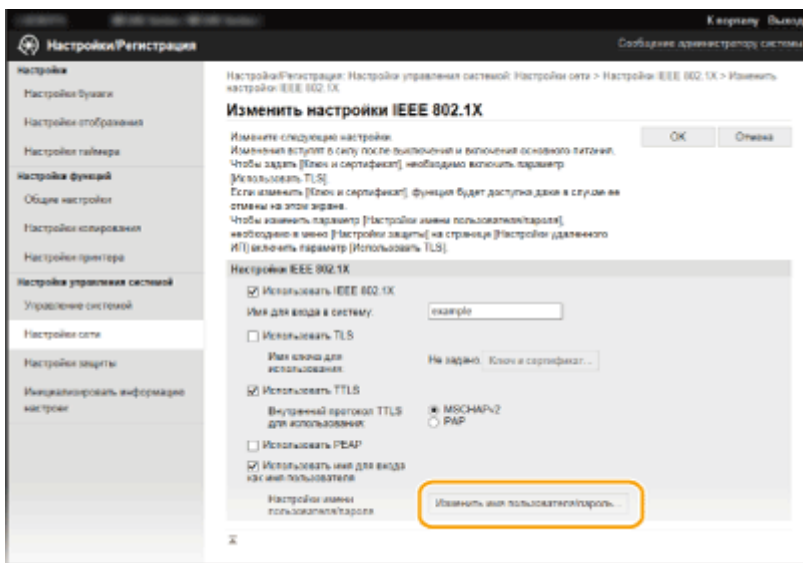 К порталу Выход
Настройки/Регистрация
Сообщение администратору системы
Настройки
Настройки бумаги
Настройки отображения
Настройки таймера
Настройки функций
Общие настройки
Настройки копирования
Настройки принтера
Настройки управления системой
Управление системой
Настройки сети
Настройки защиты
Инициализировать информацию
настроек
Настройки/Регистрация: Настройки управления системой: Настройки сети > Настройки IEEE 802.1X > Изменить
настройки IEEE 802.1X
Изменить настройки IEEE 802.1X
OK Отмена
Измените следующие настройки.
Изменения вступят в силу после выключения и включения основного питания.
Чтобы задать [Ключ и сертификат], необходимо включить параметр
[Использовать TLS].
Если изменить [Ключ и сертификат], функция будет доступна даже в случае ее
отмены на этом экране.
Чтобы изменить параметр [Настройки имени пользователя/пароля],
необходимо в меню [Настройки защиты] на странице [Настройки удаленного
ИП] включить параметр [Использовать TLS].
Настройки IEEE 802.1X
Использовать IEEE 802.1X
Имя для входа в систему: example
Использовать TLS
Имя ключа для
использования: Не задано. Ключ и сертификат...
Использовать TTLS
Внутренний протокол TTLS
для использования: MSCHAPv2
PAP
Использовать PEAP
Использовать имя для входа
как имя пользователя
Настройки имени
пользователя/пароля Изменить имя пользователя/пароль...